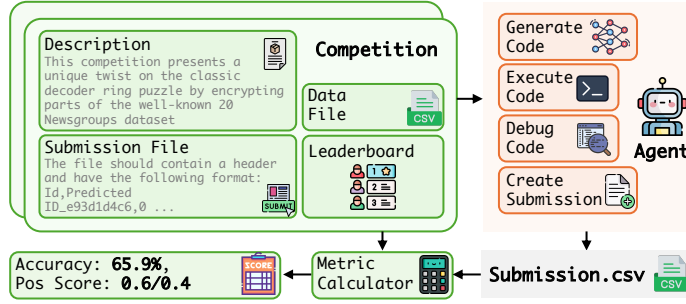 Description
This competition presents a
unique twist on the classic
decoder ring puzzle by encrypting
parts of the well-known 20
Newsgroups dataset
Competition
Data
File
CSV
Submission File
The file should contain a header
and have the following format:
Id,Predicted
ID_e93d1d4c6,0 ...
SUBMIT
Leaderboard
1
2
3
Generate
Code
Execute
Code
Debug
Code
Create
Submission
Agent
Accuracy: 65.9%,
Pos Score: 0.6/0.4
SCORE
Metric
Calculator
Submission.csv
CSV